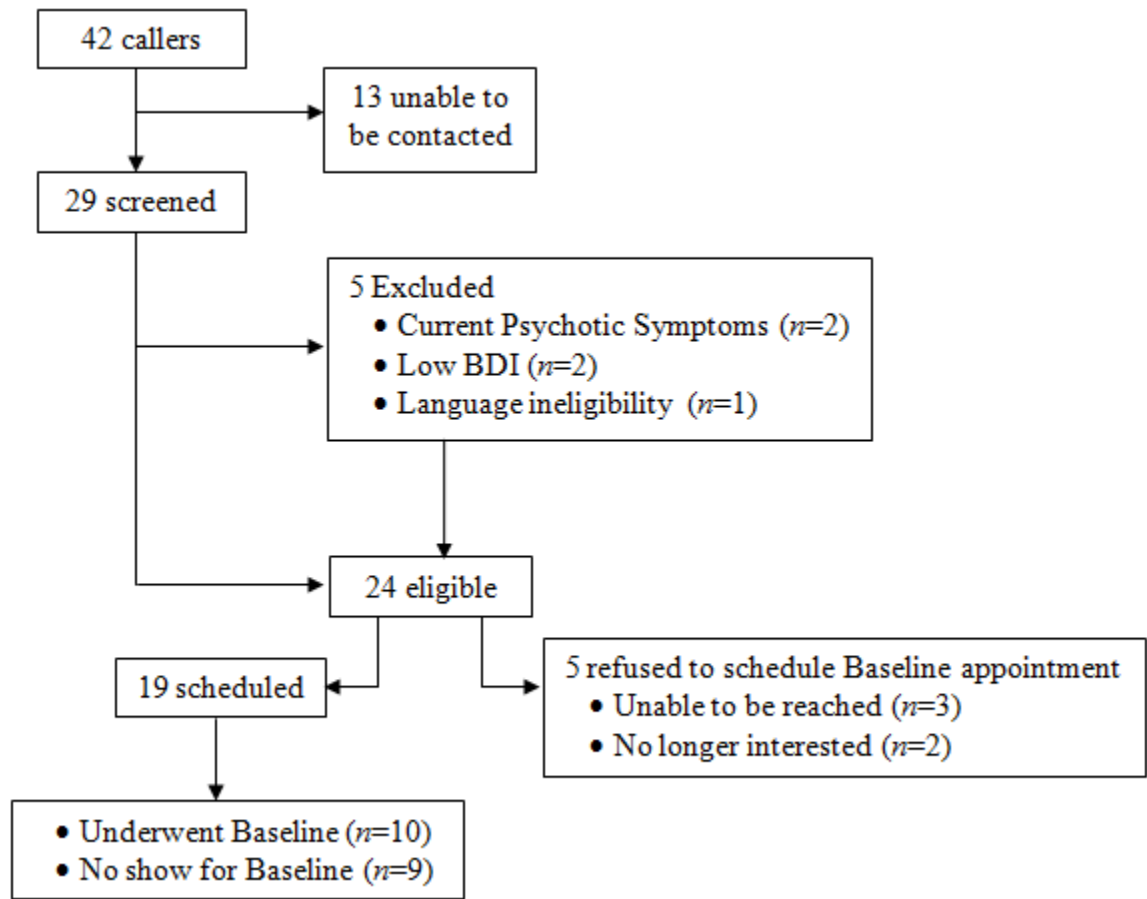 42 callers
13 unable to
be contacted
29 screened
5 Excluded
• Current Psychotic Symptoms (n=2)
• Low BDI (n=2)
• Language ineligibility (n=1)
24 eligible
19 scheduled
5 refused to schedule Baseline appointment
• Unable to be reached (n=3)
• No longer interested (n=2)
• Underwent Baseline (n=10)
• No show for Baseline (n=9)